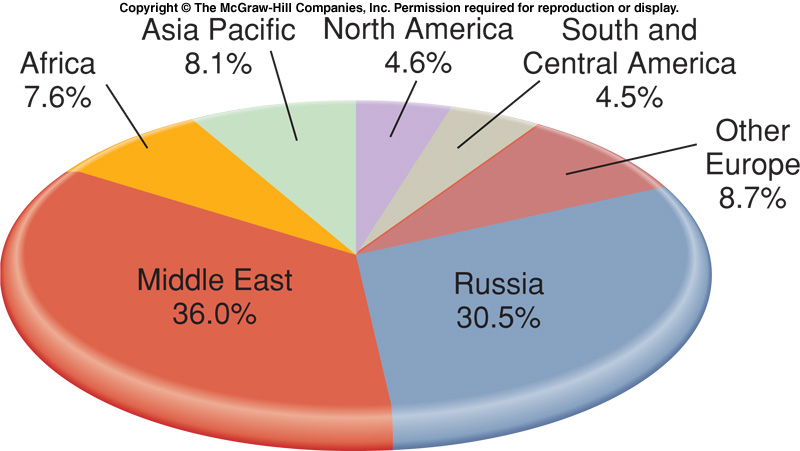 Copyright © The McGraw-Hill Companies, Inc. Permission required for reproduction or display.
Africa
7.6%
Asia Pacific
8.1%
North America
4.6%
South and
Central America
4.5%
Other
Europe
8.7%
Middle East
36.0%
Russia
30.5%